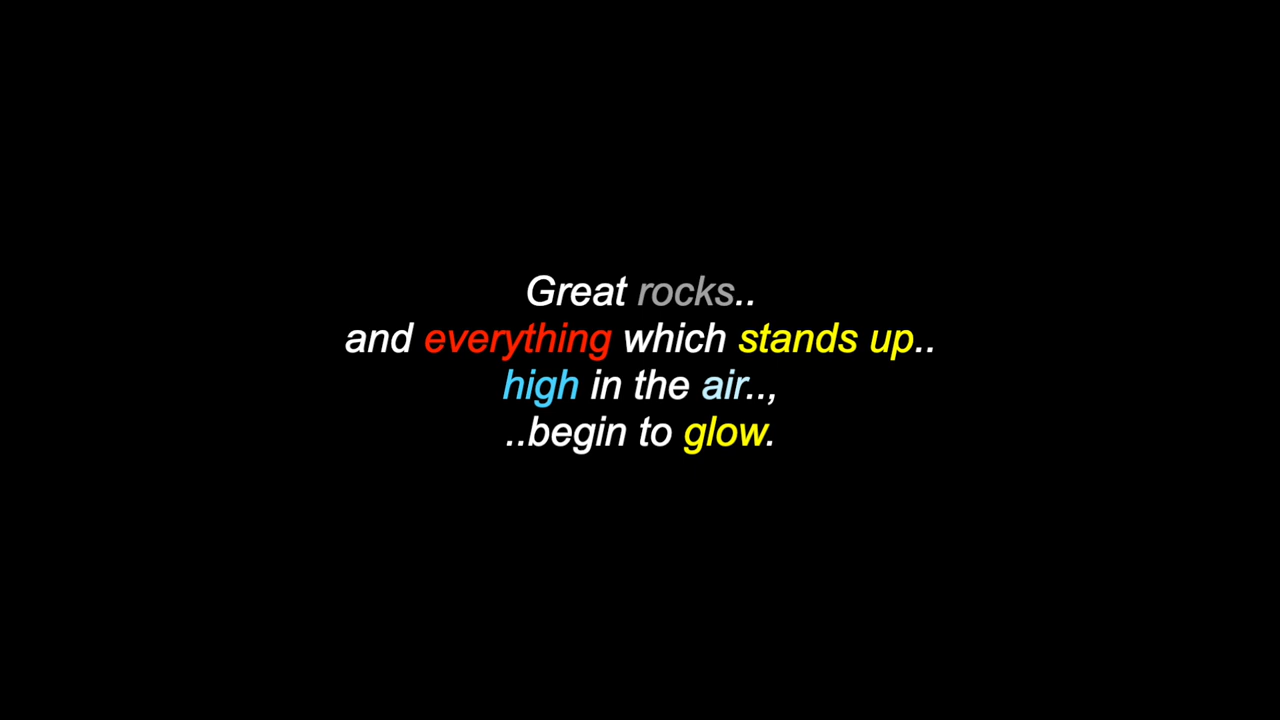 Great rocks..
and everything which stands up..
high in the air..,
..begin to glow.